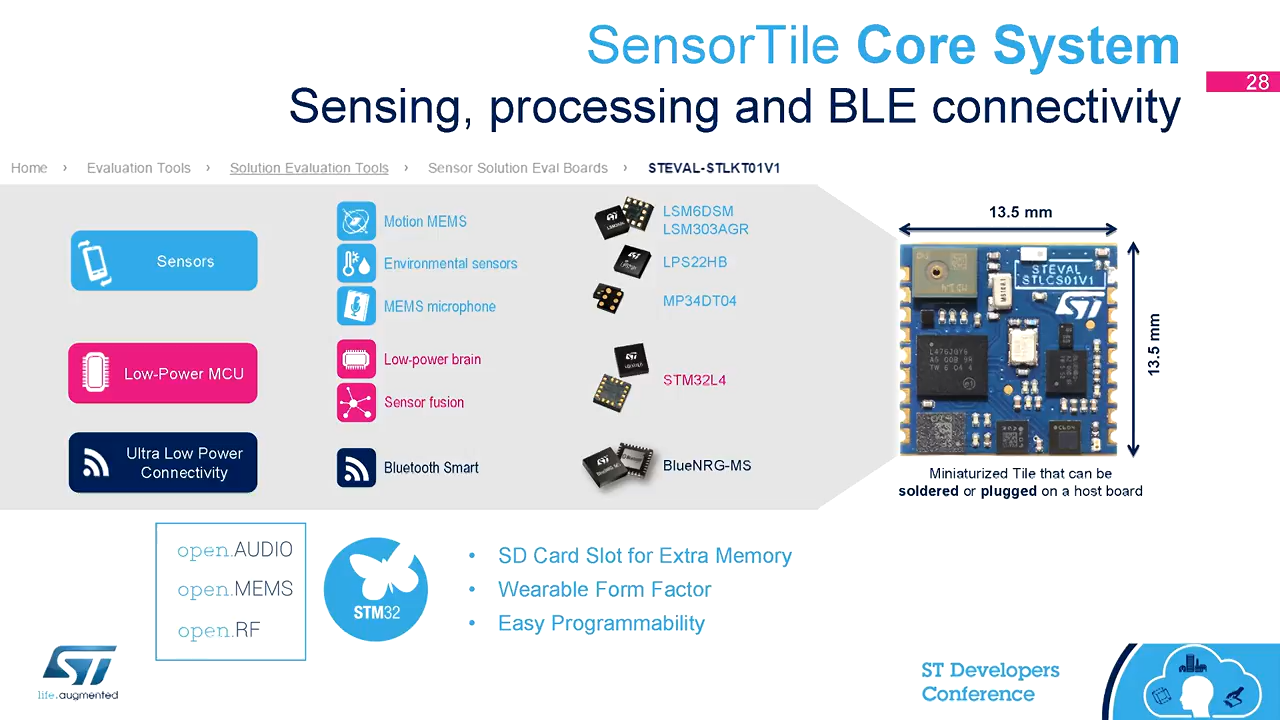 SensorTile Core System
28
Sensing, processing and BLE connectivity
Home › Evaluation Tools › Solution Evaluation Tools › Sensor Solution Eval Boards › STEVAL-STLKT01V1
Sensors
Motion MEMS
LSM6DSM
LSM303AGR
Environmental sensors
LPS22HB
MEMS microphone
MP34DT04
Low-Power MCU
Low-power brain
Sensor fusion
STM32L4
Ultra Low Power
Connectivity
Bluetooth Smart
BlueNRG-MS
13.5 mm
STEVAL
STLCS01V1
ST
13.5 mm
Miniaturized Tile that can be
soldered or plugged on a host board
open.AUDIO
open.MEMS
open.RF
STM32
• SD Card Slot for Extra Memory
• Wearable Form Factor
• Easy Programmability
ST
life.augmented
ST Developers
Conference